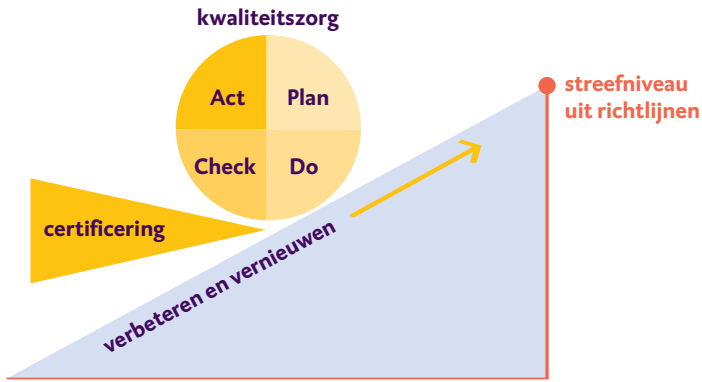 kwaliteitszorg
Act
Plan
Check
Do
streefniveau
uit richtlijnen
certificering
verbeteren en vernieuwen